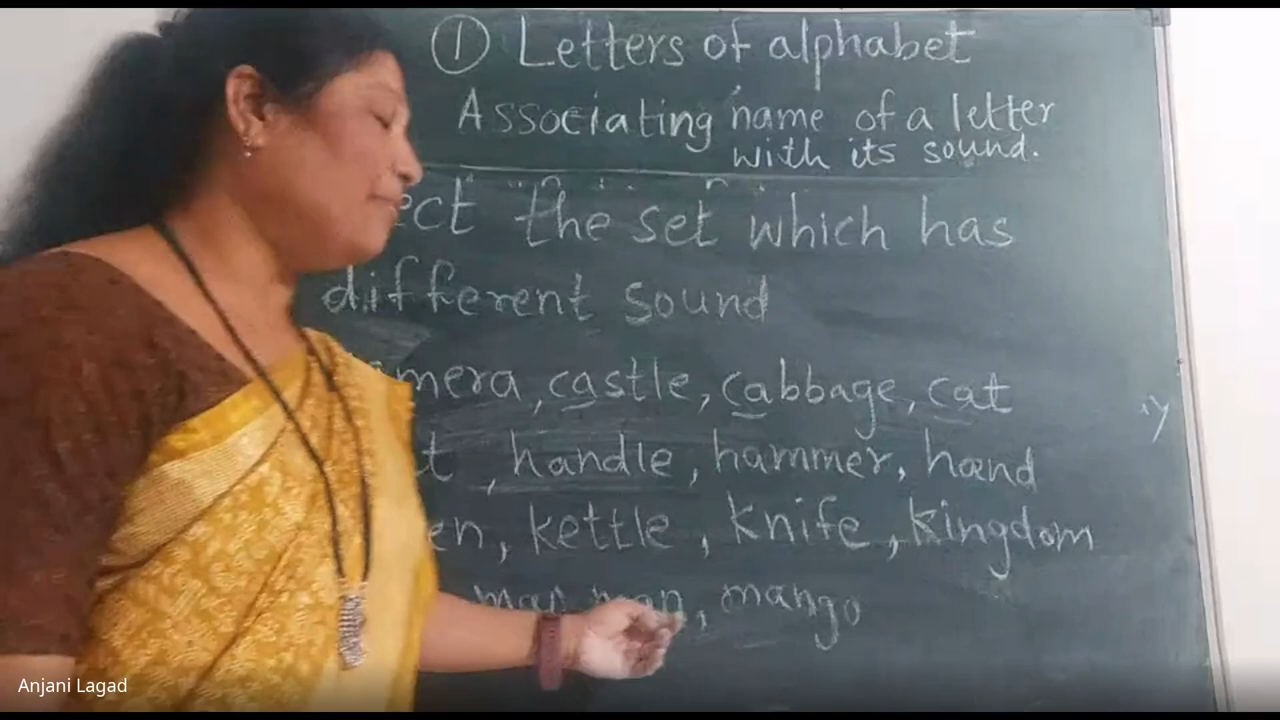 ① Letters of alphabet
Associating name of a letter
with its sound.
ect the set which has
different sound
mera, castle, cabbage, cat
t, handle, hammer, hand
en, kettle, knife, kingdom
man, mango
Anjani Lagad